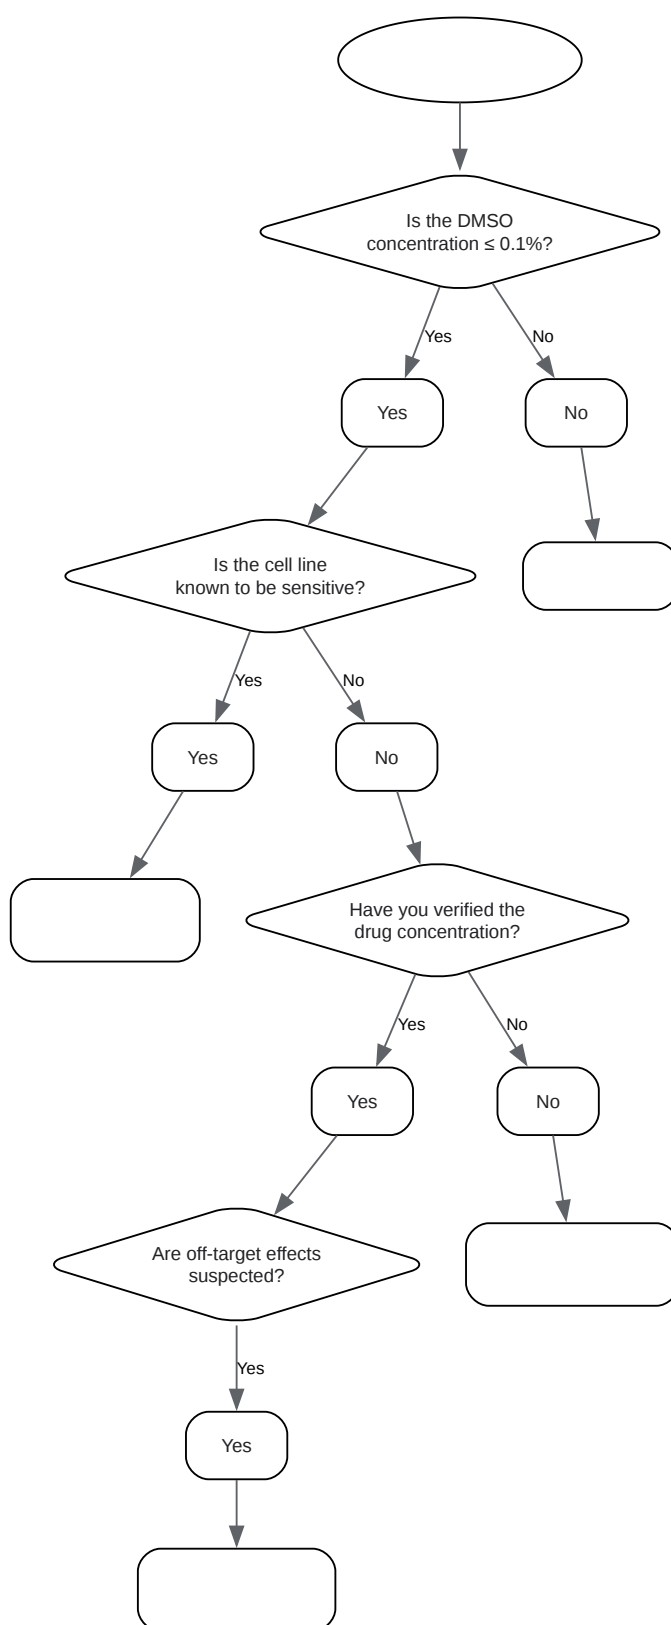 Is the DMSO
concentration ≤ 0.1%?
Yes
No
Yes
No
Is the cell line
known to be sensitive?
Yes
No
Yes
No
Have you verified the
drug concentration?
Yes
No
Yes
No
Are off-target effects
suspected?
Yes
Yes